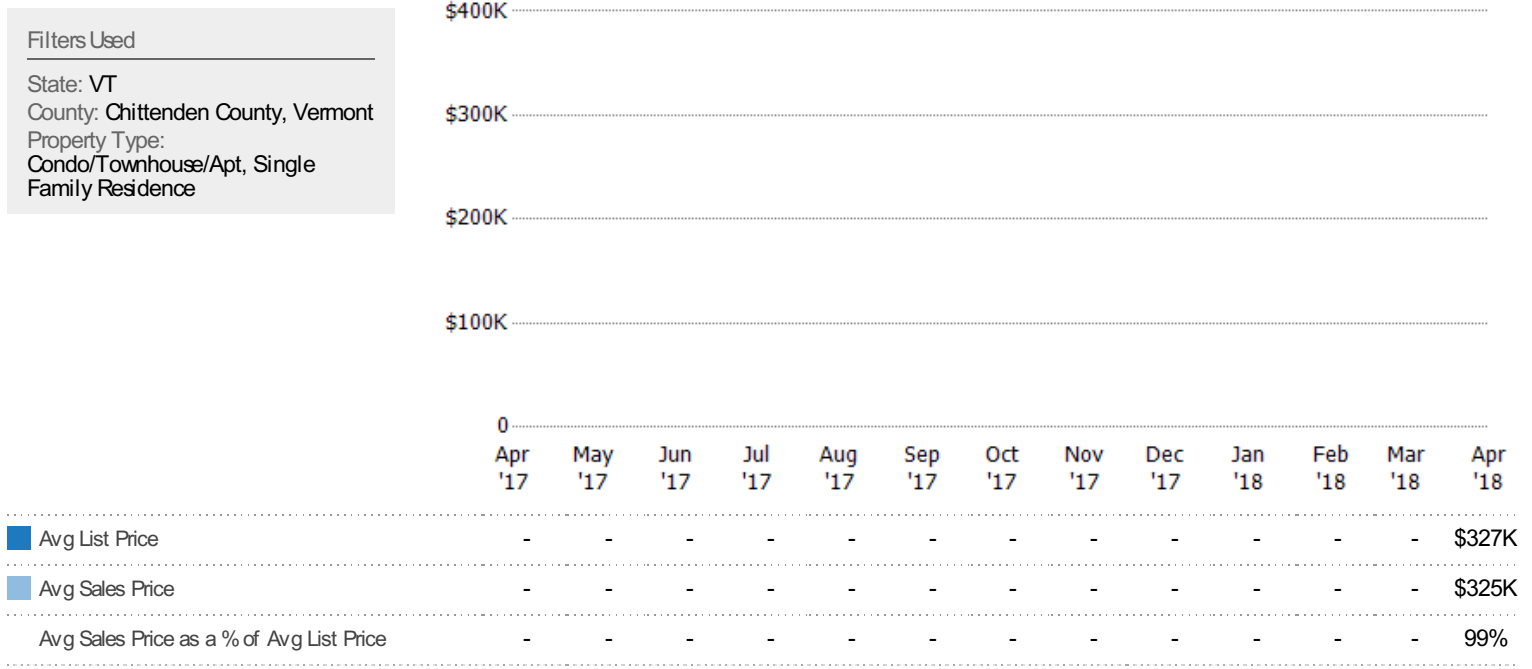 Filters Used
State: VT
County: Chittenden County, Vermont
Property Type:
Condo/Townhouse/Apt, Single
Family Residence
$400K
$300K
$200K
$100K
0
Apr May Jun Jul Aug Sep Oct Nov Dec Jan Feb Mar Apr
'17 '17 '17 '17 '17 '17 '17 '17 '17 '18 '18 '18 '18
Avg List Price - - - - - - - - - - - - $327K
Avg Sales Price - - - - - - - - - - - - $325K
Avg Sales Price as a % of Avg List Price - - - - - - - - - - - - 99%